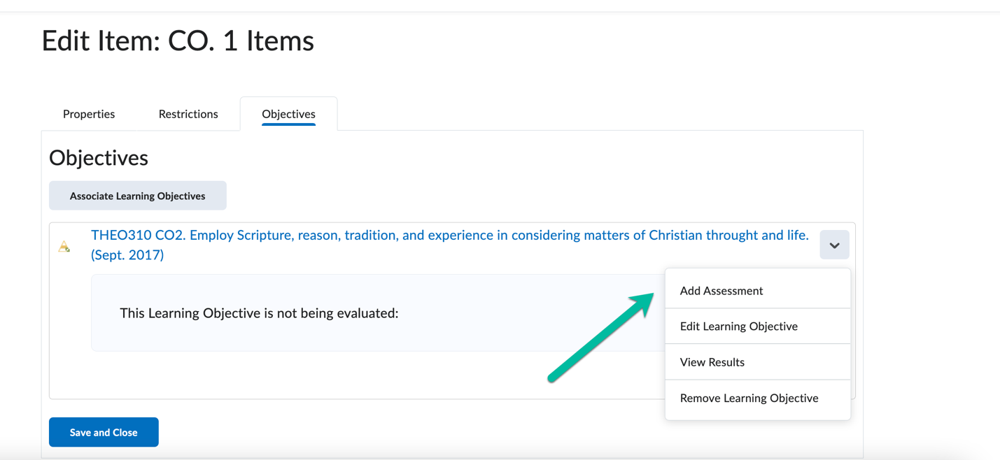 Edit Item: CO. 1 Items
Properties
Restrictions
Objectives
Objectives
Associate Learning Objectives
THEO310 CO2. Employ Scripture, reason, tradition, and experience in considering matters of Christian throught and life.
(Sept. 2017)
This Learning Objective is not being evaluated:
Add Assessment
Edit Learning Objective
View Results
Remove Learning Objective
Save and Close